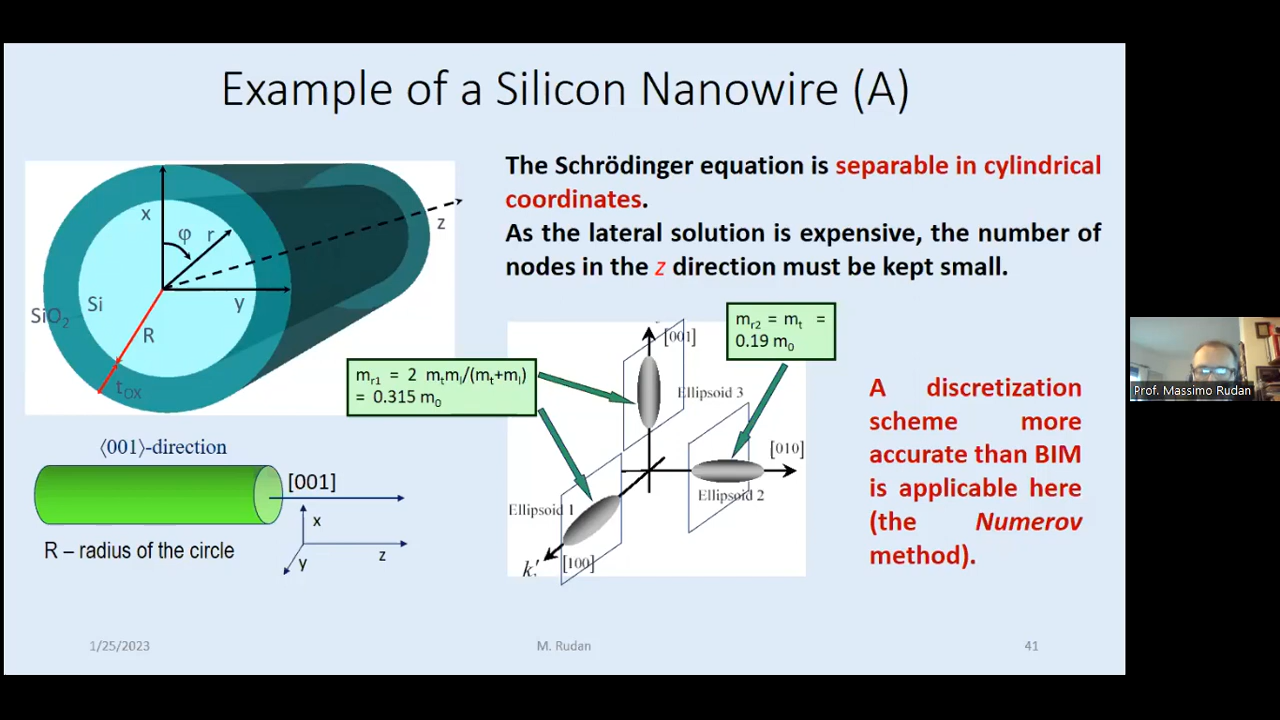 Example of a Silicon Nanowire (A)
x
φ
r
z
y
Si
SiO2
R
tOX
The Schrödinger equation is separable in cylindrical
coordinates.
As the lateral solution is expensive, the number of
nodes in the z direction must be kept small.
mr1 = 2 mtml/(mt+ml)
= 0.315 m0
mr2 = mt =
0.19 m0
[001]
Ellipsoid 3
[010]
Ellipsoid 2
Ellipsoid 1
[100]
A discretization
scheme more
accurate than BIM
is applicable here
(the Numerov
method).
⟨001⟩-direction
[001]
x
z
y
R – radius of the circle
1/25/2023
M. Rudan
41
Prof. Massimo Rudan